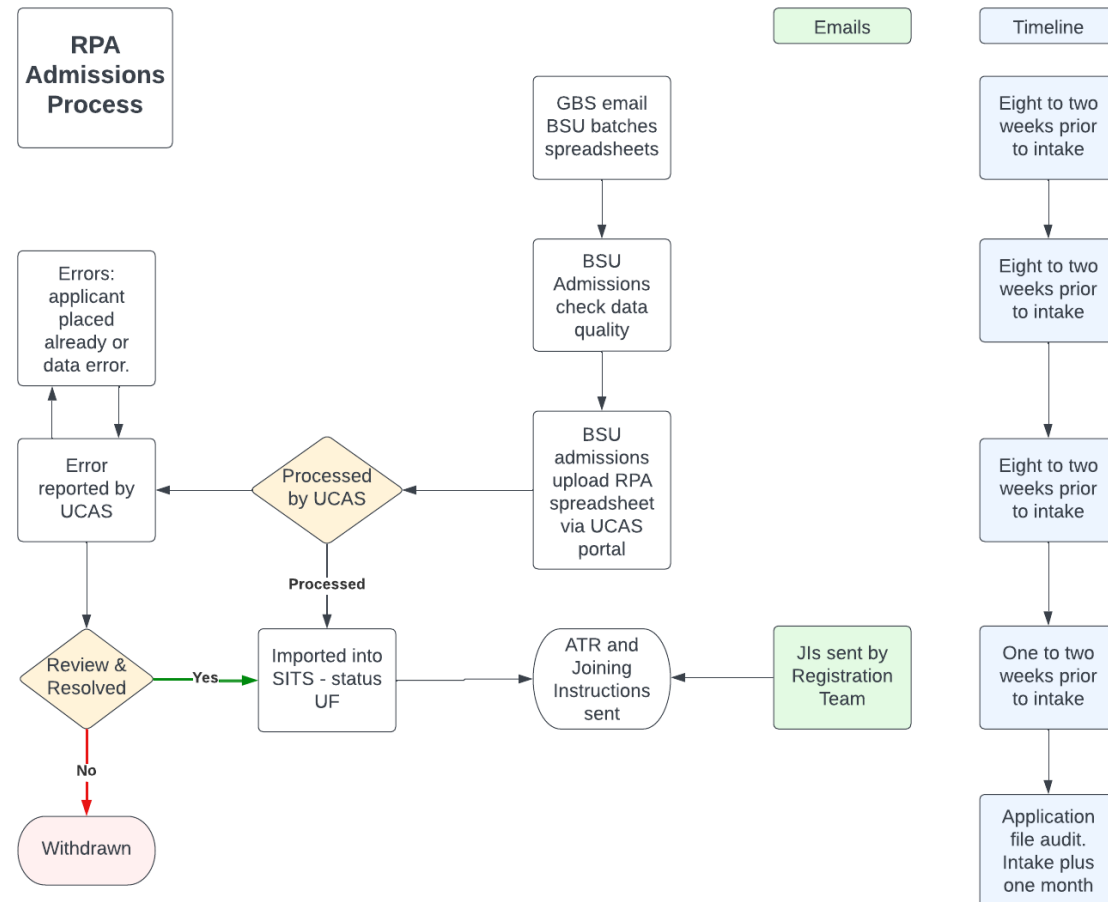 RPA
Admissions
Process
Emails
Timeline
GBS email
BSU batches
spreadsheets
Eight to two
weeks prior
to intake
BSU
Admissions
check data
quality
Eight to two
weeks prior
to intake
Errors:
applicant
placed
already or
data error.
Error
reported by
UCAS
Processed
by UCAS
BSU
admissions
upload RPA
spreadsheet
via UCAS
portal
Eight to two
weeks prior
to intake
Processed
Review &
Resolved
Yes
Imported into
SITS - status
UF
ATR and
Joining
Instructions
sent
JIs sent by
Registration
Team
One to two
weeks prior
to intake
No
Withdrawn
Application
file audit.
Intake plus
one month